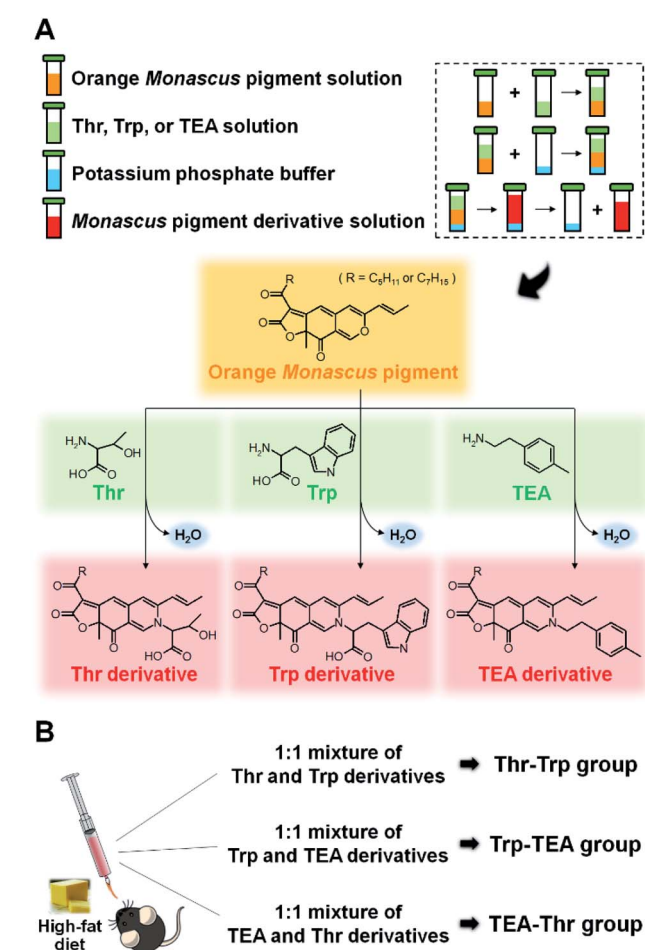 A
Orange Monascus pigment solution
Thr, Trp, or TEA solution
Potassium phosphate buffer
Monascus pigment derivative solution
+
+
+
R
( R = C₅H₁₁ or C₇H₁₅ )
O
O
O
O
O
Orange Monascus pigment
H₂N
OH
HO
O
Thr
H₂N
HO
O
N
Trp
H₂N
TEA
H₂O
H₂O
H₂O
R
O
O
O
O
N
OH
HO
O
Thr derivative
R
O
O
O
O
N
HO
O
N
Trp derivative
R
O
O
O
O
N
TEA derivative
B
1:1 mixture of
Thr and Trp derivatives
Thr-Trp group
1:1 mixture of
Trp and TEA derivatives
Trp-TEA group
High-fat
diet
1:1 mixture of
TEA and Thr derivatives
TEA-Thr group